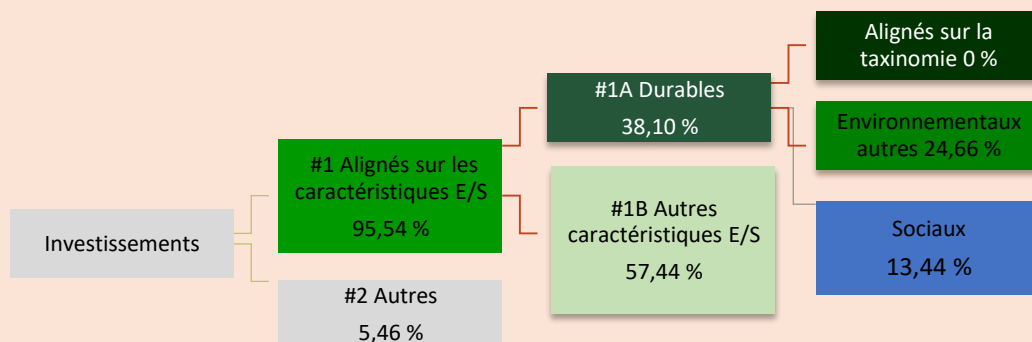 Investissements
#1 Alignés sur les
caractéristiques E/S
95,54 %
#2 Autres
5,46 %
#1A Durables
38,10 %
#1B Autres
caractéristiques E/S
57,44 %
Alignés sur la
taxinomie 0 %
Environnementaux
autres 24,66 %
Sociaux
13,44 %